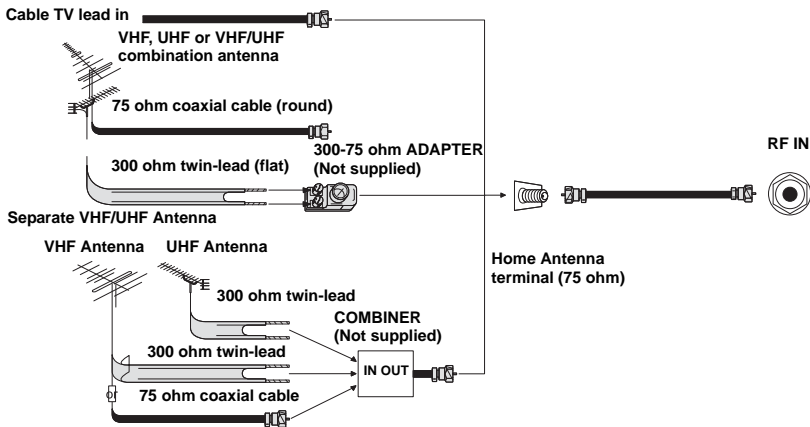 Cable TV lead in
VHF, UHF or VHF/UHF
combination antenna
75 ohm coaxial cable (round)
300-75 ohm ADAPTER
(Not supplied)
RF IN
300 ohm twin-lead (flat)
Separate VHF/UHF Antenna
VHF Antenna
UHF Antenna
Home Antenna
terminal (75 ohm)
300 ohm twin-lead
COMBINER
(Not supplied)
300 ohm twin-lead
IN OUT
or
75 ohm coaxial cable